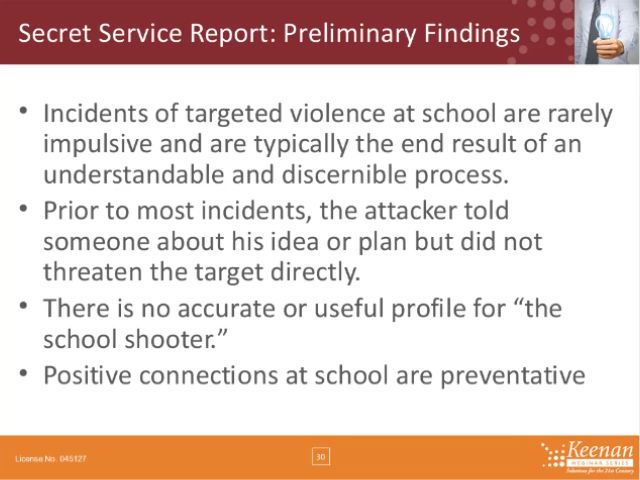 Secret Service Report: Preliminary Findings
• Incidents of targeted violence at school are rarely
impulsive and are typically the end result of an
understandable and discernible process.
• Prior to most incidents, the attacker told
someone about his idea or plan but did not
threaten the target directly.
• There is no accurate or useful profile for “the
school shooter.”
• Positive connections at school are preventative
License No. 045127
30
Keenan
WEBINAR SERIES
Solutions for the 21st Century